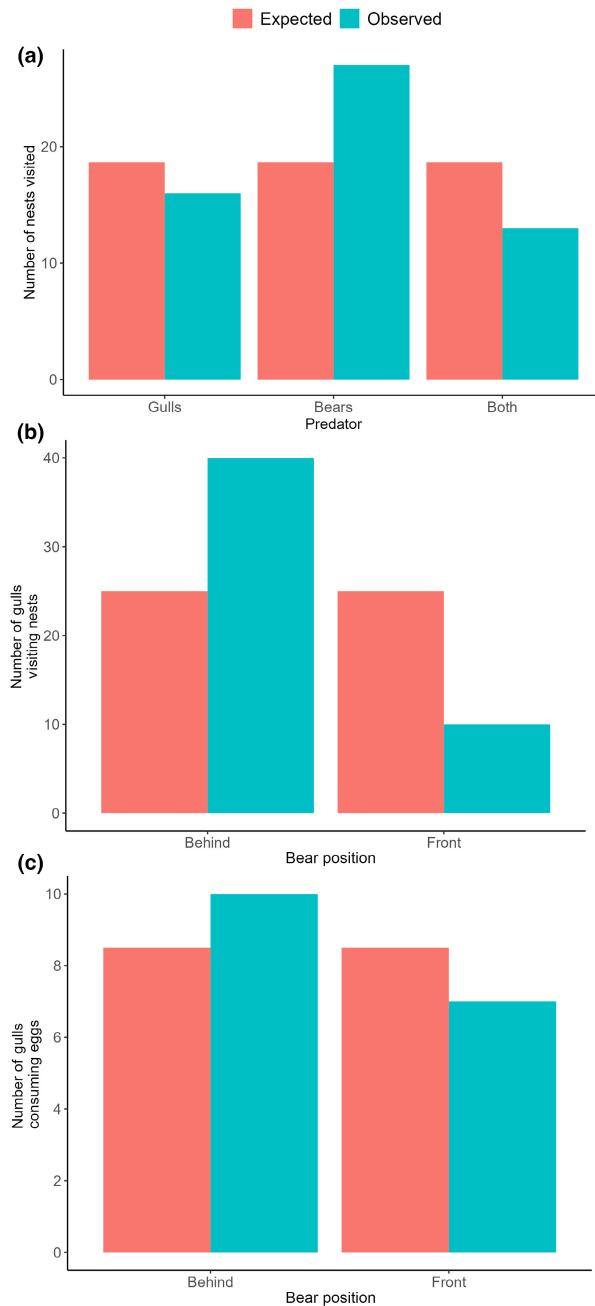 Expected Observed
(a)
Number of nests visited
20
10
0
Gulls Bears Both
Predator
(b)
Number of gulls
visiting nests
40
30
20
10
0
Behind Front
Bear position
(c)
Number of gulls
consuming eggs
10
8
6
4
2
0
Behind Front
Bear position